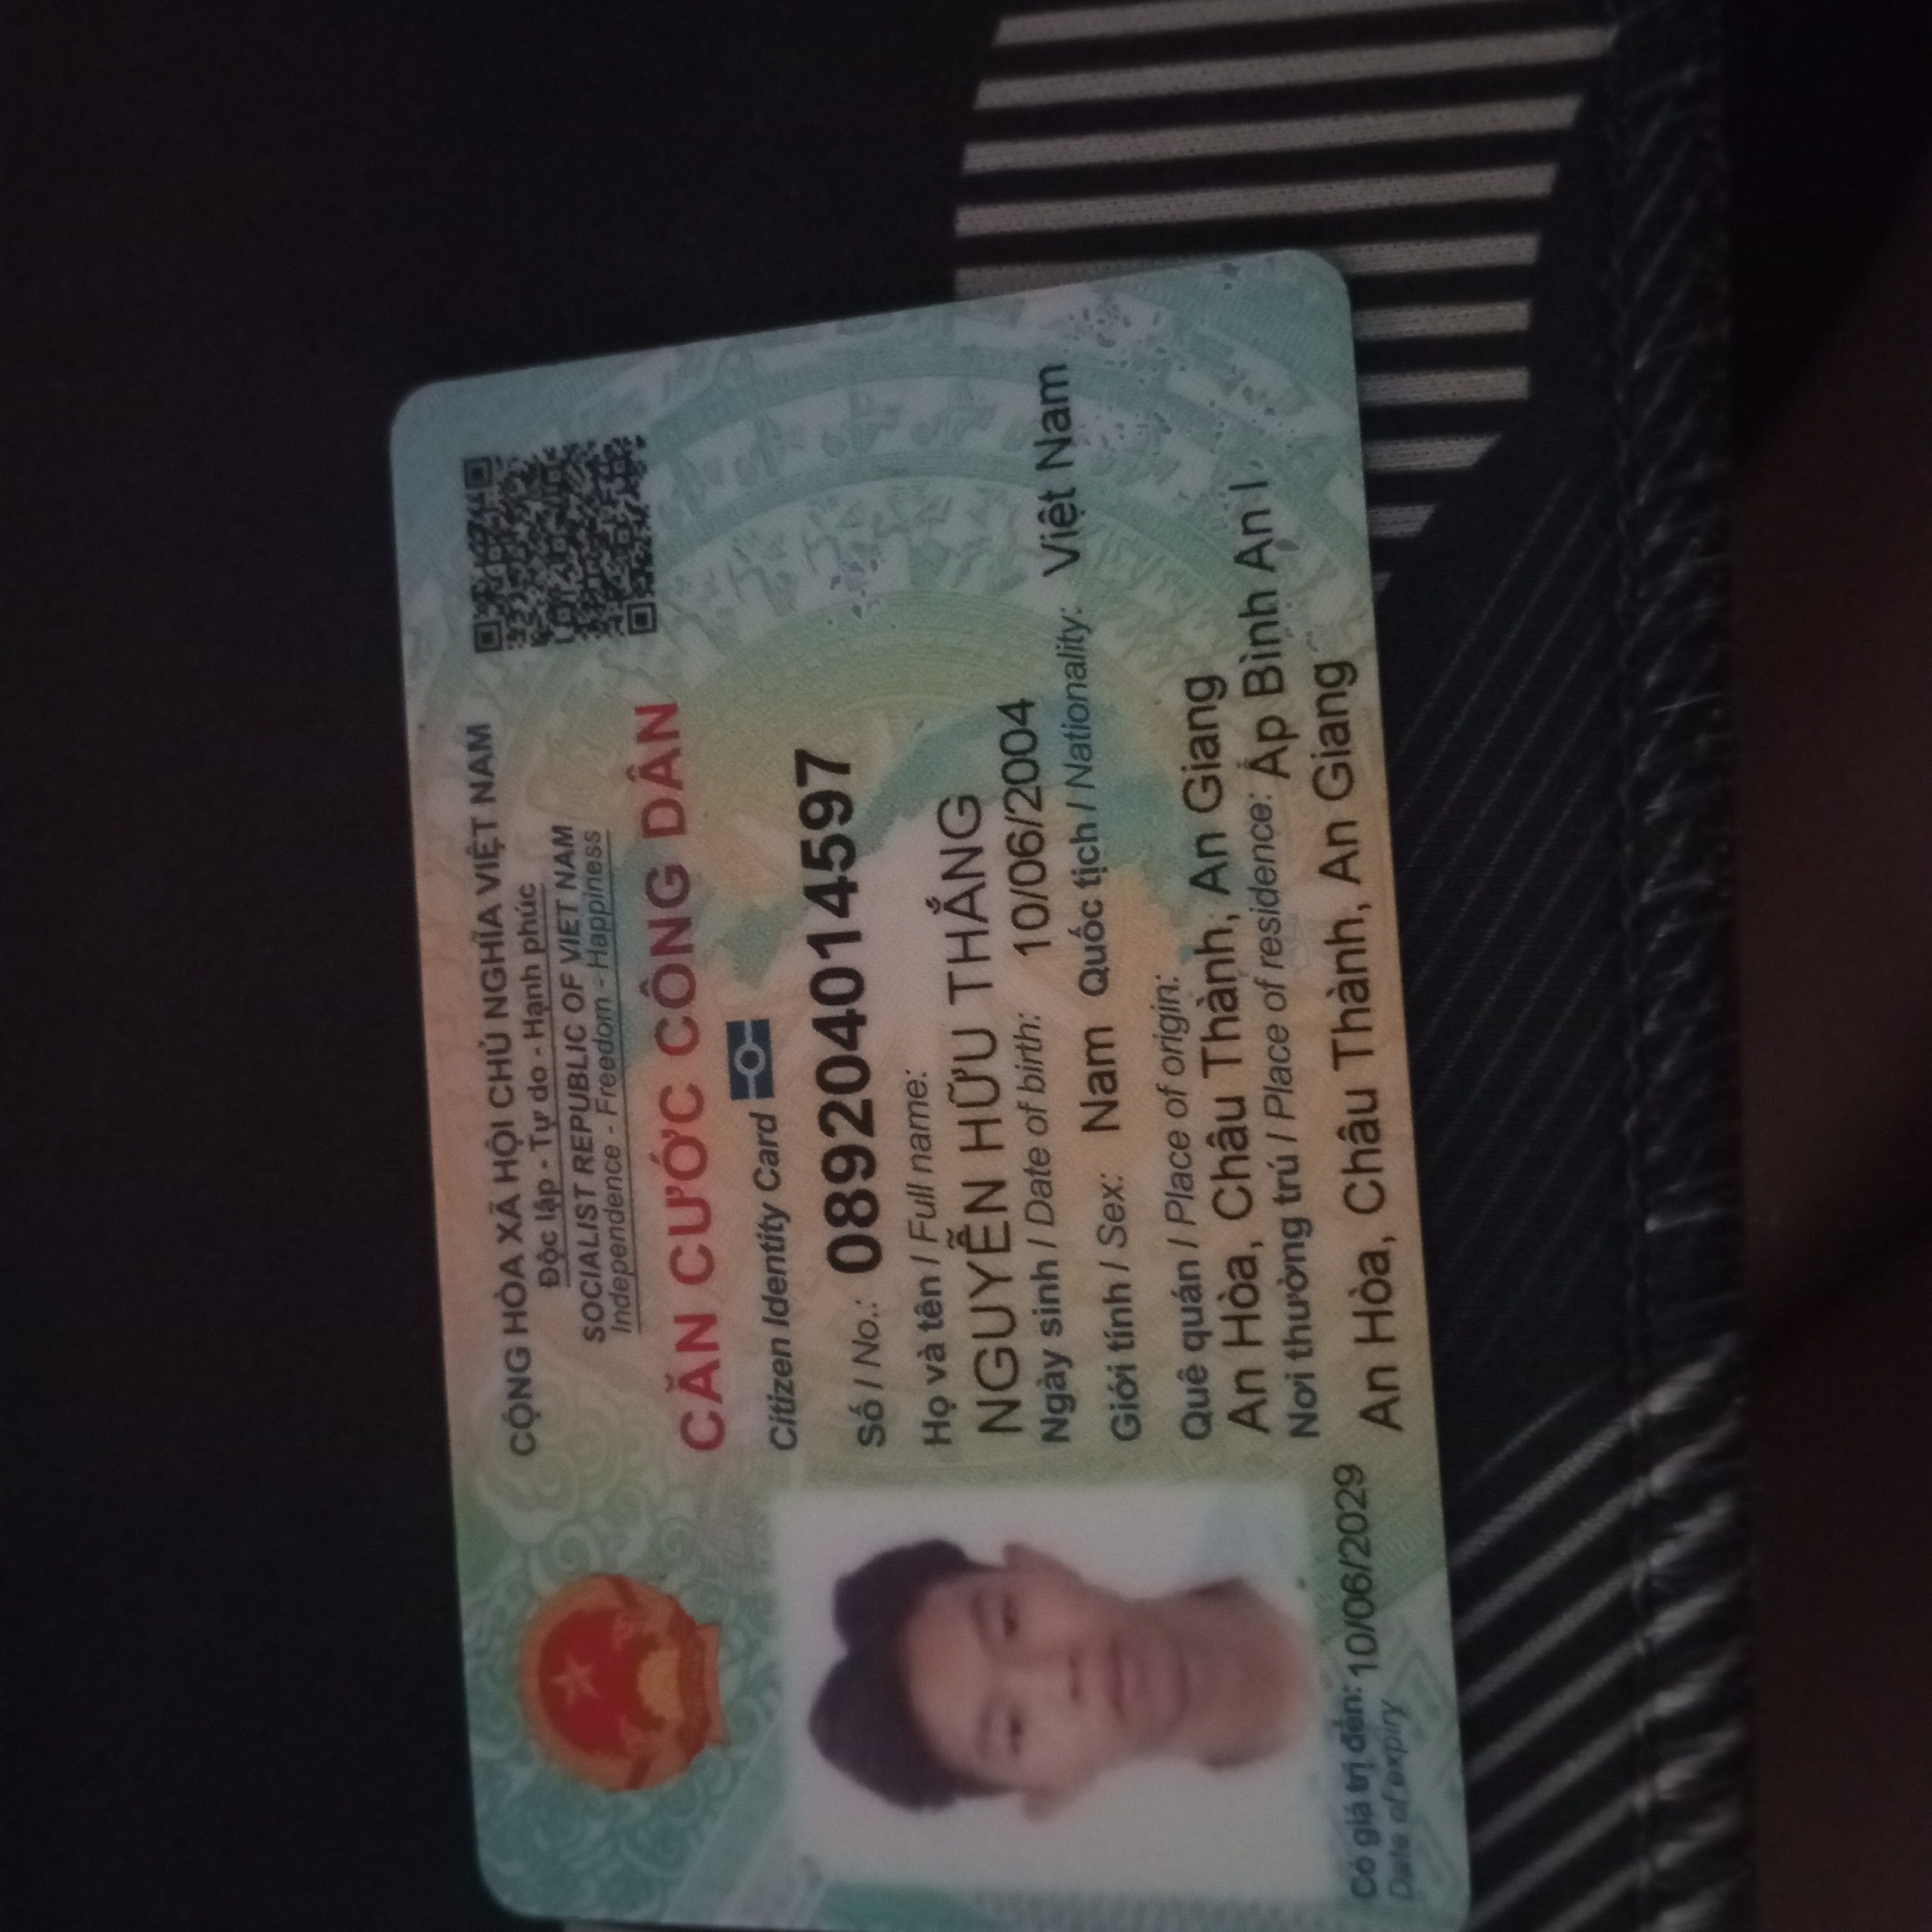 CỘNG HÒA XÃ HỘI CHỦ NGHĨA VIỆT NAM
Độc lập - Tự do - Hạnh phúc
SOCIALIST REPUBLIC OF VIET NAM
Independence - Freedom - Happiness
CĂN CƯỚC CÔNG DÂN
Citizen Identity Card
Số / No.: 089204014597
Họ và tên / Full name:
NGUYỄN HỮU THẮNG
Ngày sinh / Date of birth: 10/06/2004
Giới tính / Sex: Nam Quốc tịch / Nationality: Việt Nam
Quê quán / Place of origin:
An Hòa, Châu Thành, An Giang
Nơi thường trú / Place of residence: Ấp Bình An I,
An Hòa, Châu Thành, An Giang
Có giá trị đến: 10/06/2029
Date of expiry